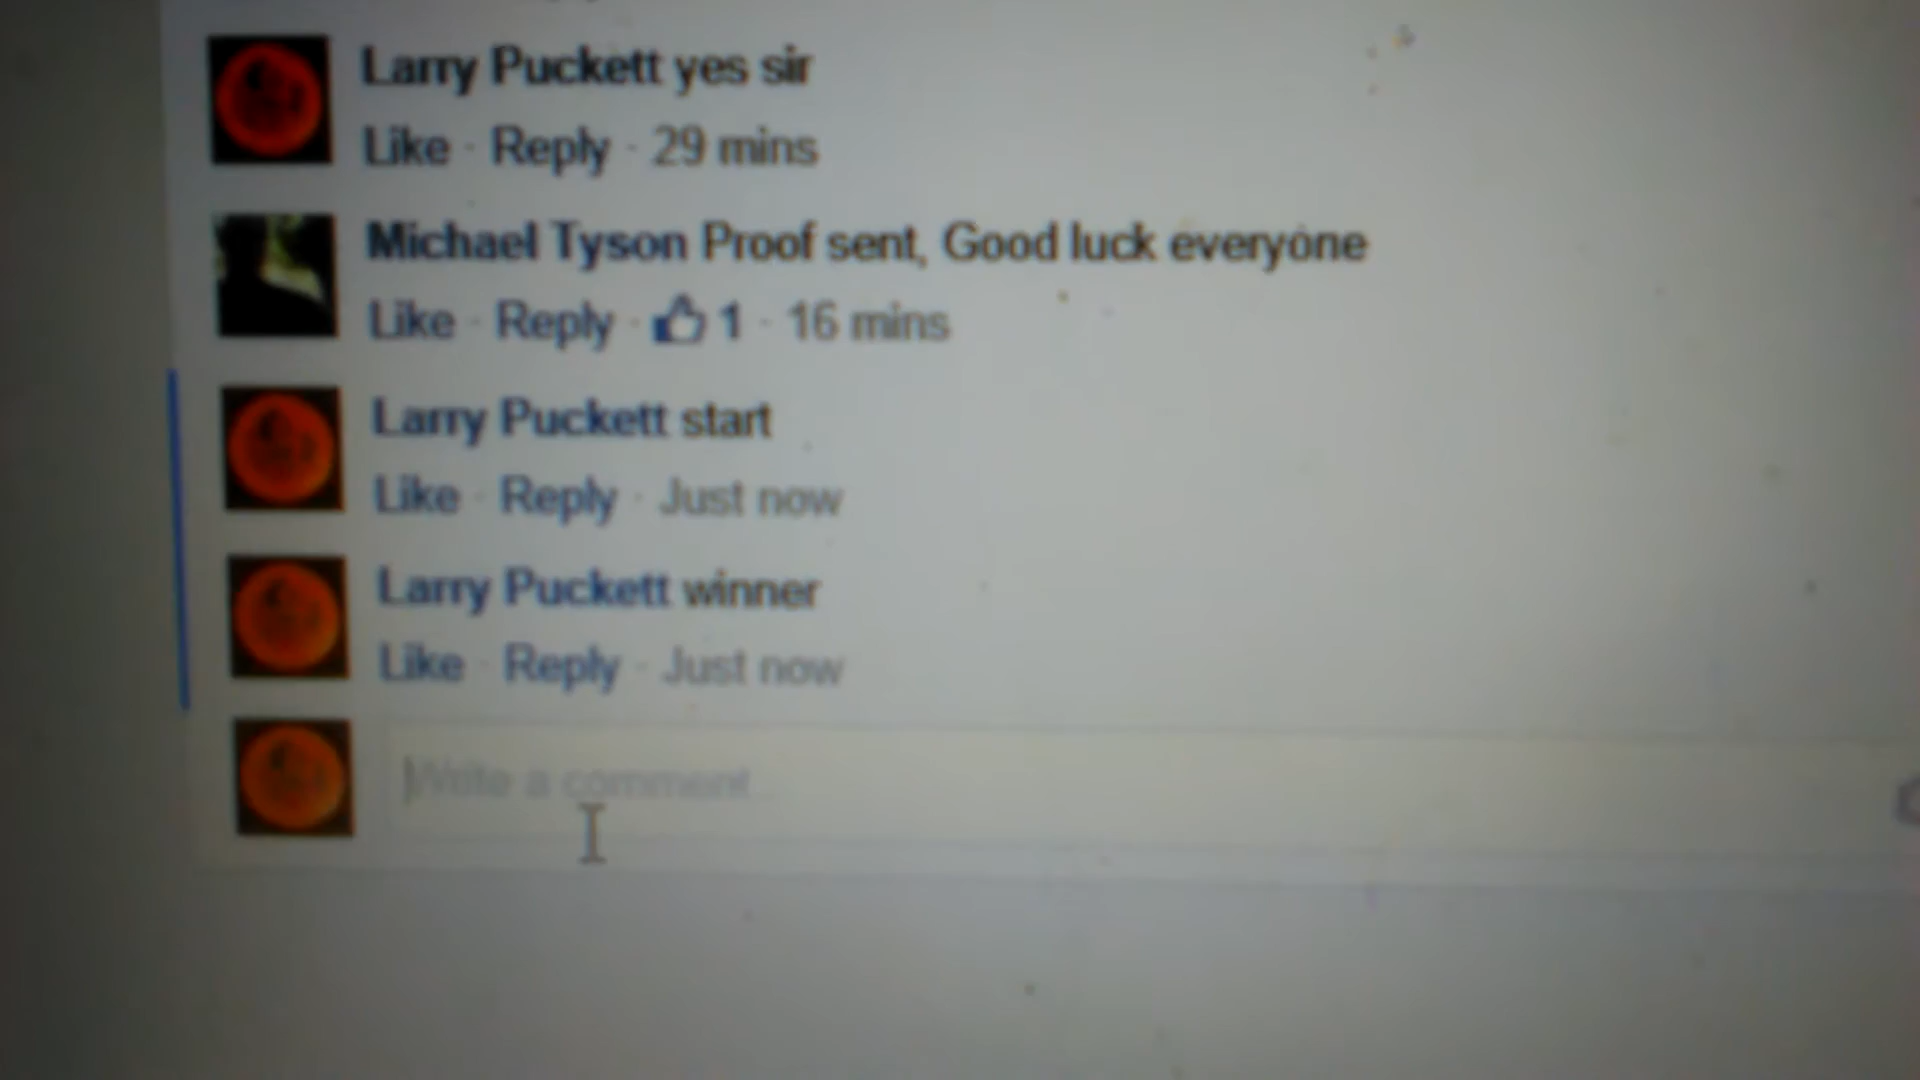 Larry Puckett yes sir
Like · Reply · 29 mins
Michael Tyson Proof sent, Good luck everyone
Like · Reply · 1 · 16 mins
Larry Puckett start
Like · Reply · Just now
Larry Puckett winner
Like · Reply · Just now
Write a comment...